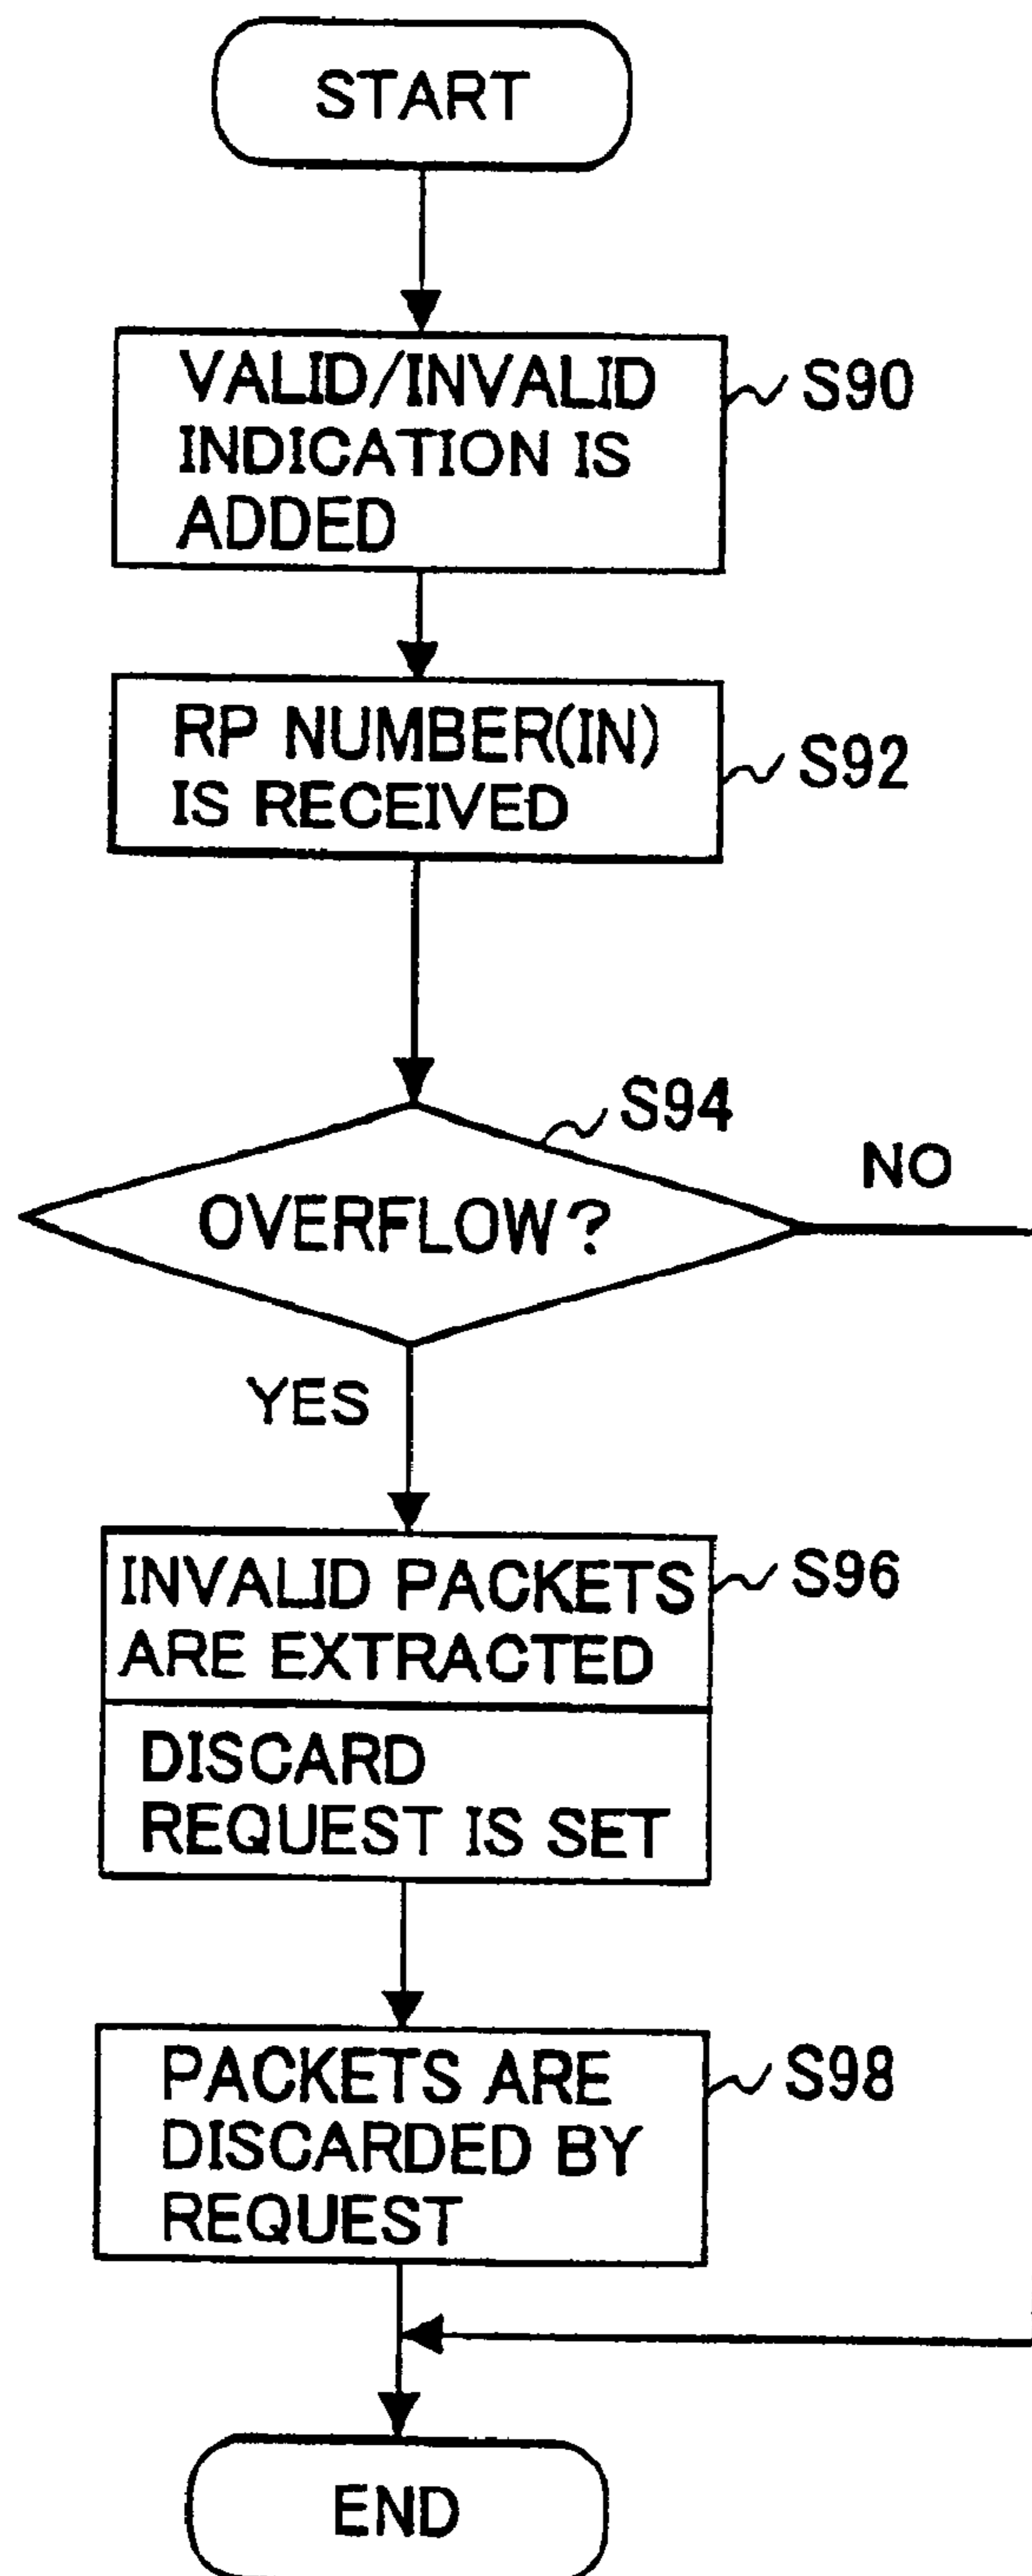 START
VALID/INVALID
INDICATION IS
ADDED
S90
RP NUMBER(IN)
IS RECEIVED
S92
S94
OVERFLOW?
NO
YES
INVALID PACKETS
ARE EXTRACTED
S96
DISCARD
REQUEST IS SET
PACKETS ARE
DISCARDED BY
REQUEST
S98
END